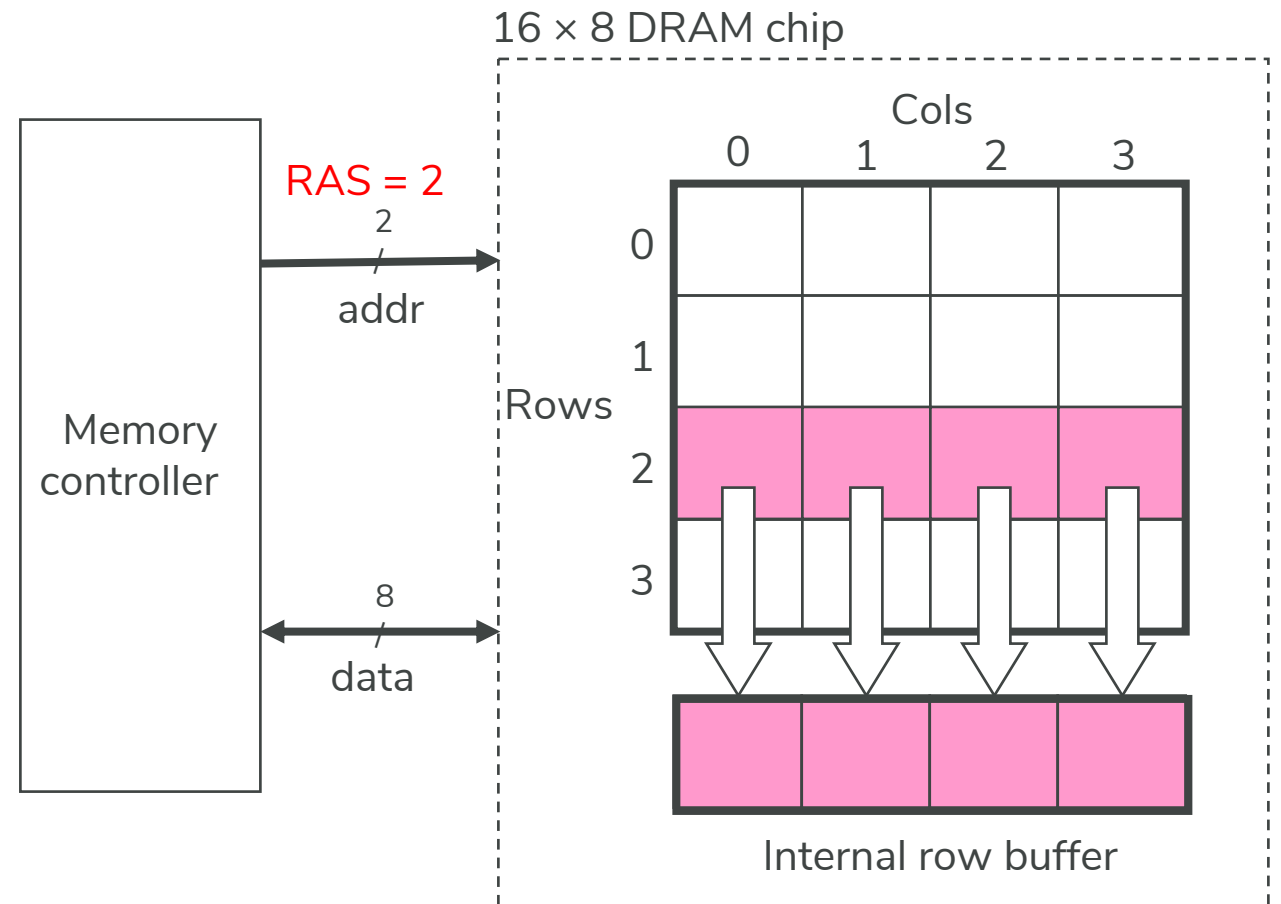 16 × 8 DRAM chip
Cols
0 1 2 3
RAS = 2
2
addr
0
1
Rows
2
3
Memory
controller
8
data
Internal row buffer